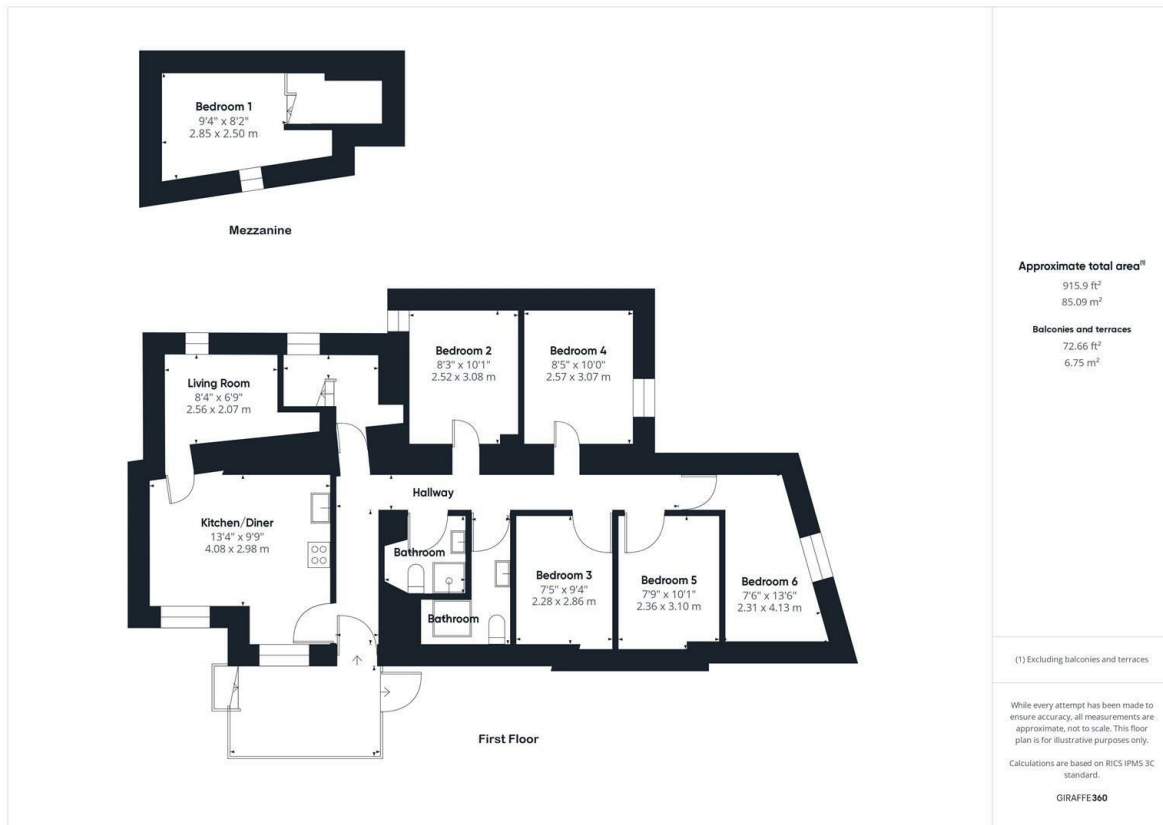 Bedroom 1
9'4" x 8'2"
2.85 x 2.50 m
Mezzanine
Bedroom 2
8'3" x 10'1"
2.52 x 3.08 m
Bedroom 4
8'5" x 10'0"
2.57 x 3.07 m
Living Room
8'4" x 6'9"
2.56 x 2.07 m
Hallway
Kitchen/Diner
13'4" x 9'9"
4.08 x 2.98 m
Bathroom
Bathroom
Bedroom 3
7'5" x 9'4"
2.28 x 2.86 m
Bedroom 5
7'9" x 10'1"
2.36 x 3.10 m
Bedroom 6
7'6" x 13'6"
2.31 x 4.13 m
First Floor
Approximate total area(1)
915.9 ft²
85.09 m²
Balconies and terraces
72.66 ft²
6.75 m²
(1) Excluding balconies and terraces
While every attempt has been made to
ensure accuracy, all measurements are
approximate, not to scale. This floor
plan is for illustrative purposes only.
Calculations are based on RICS IPMS 3C
standard.
GIRAFFE360